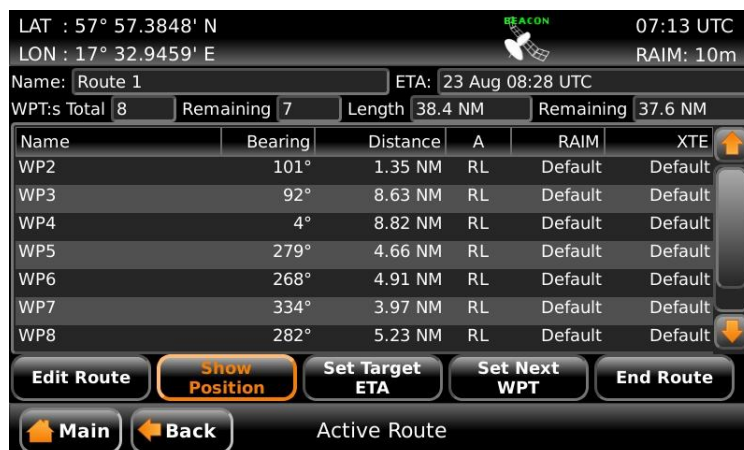 LAT : 57° 57.3848' N BEACON 07:13 UTC
LON : 17° 32.9459' E RAIM: 10m
Name: Route 1 ETA: 23 Aug 08:28 UTC
WPT:s Total 8 Remaining 7 Length 38.4 NM Remaining 37.6 NM
Name Bearing Distance A RAIM XTE
WP2 101° 1.35 NM RL Default Default
WP3 92° 8.63 NM RL Default Default
WP4 4° 8.82 NM RL Default Default
WP5 279° 4.66 NM RL Default Default
WP6 268° 4.91 NM RL Default Default
WP7 334° 3.97 NM RL Default Default
WP8 282° 5.23 NM RL Default Default
Edit Route Show Position Set Target ETA Set Next WPT End Route
Main Back Active Route